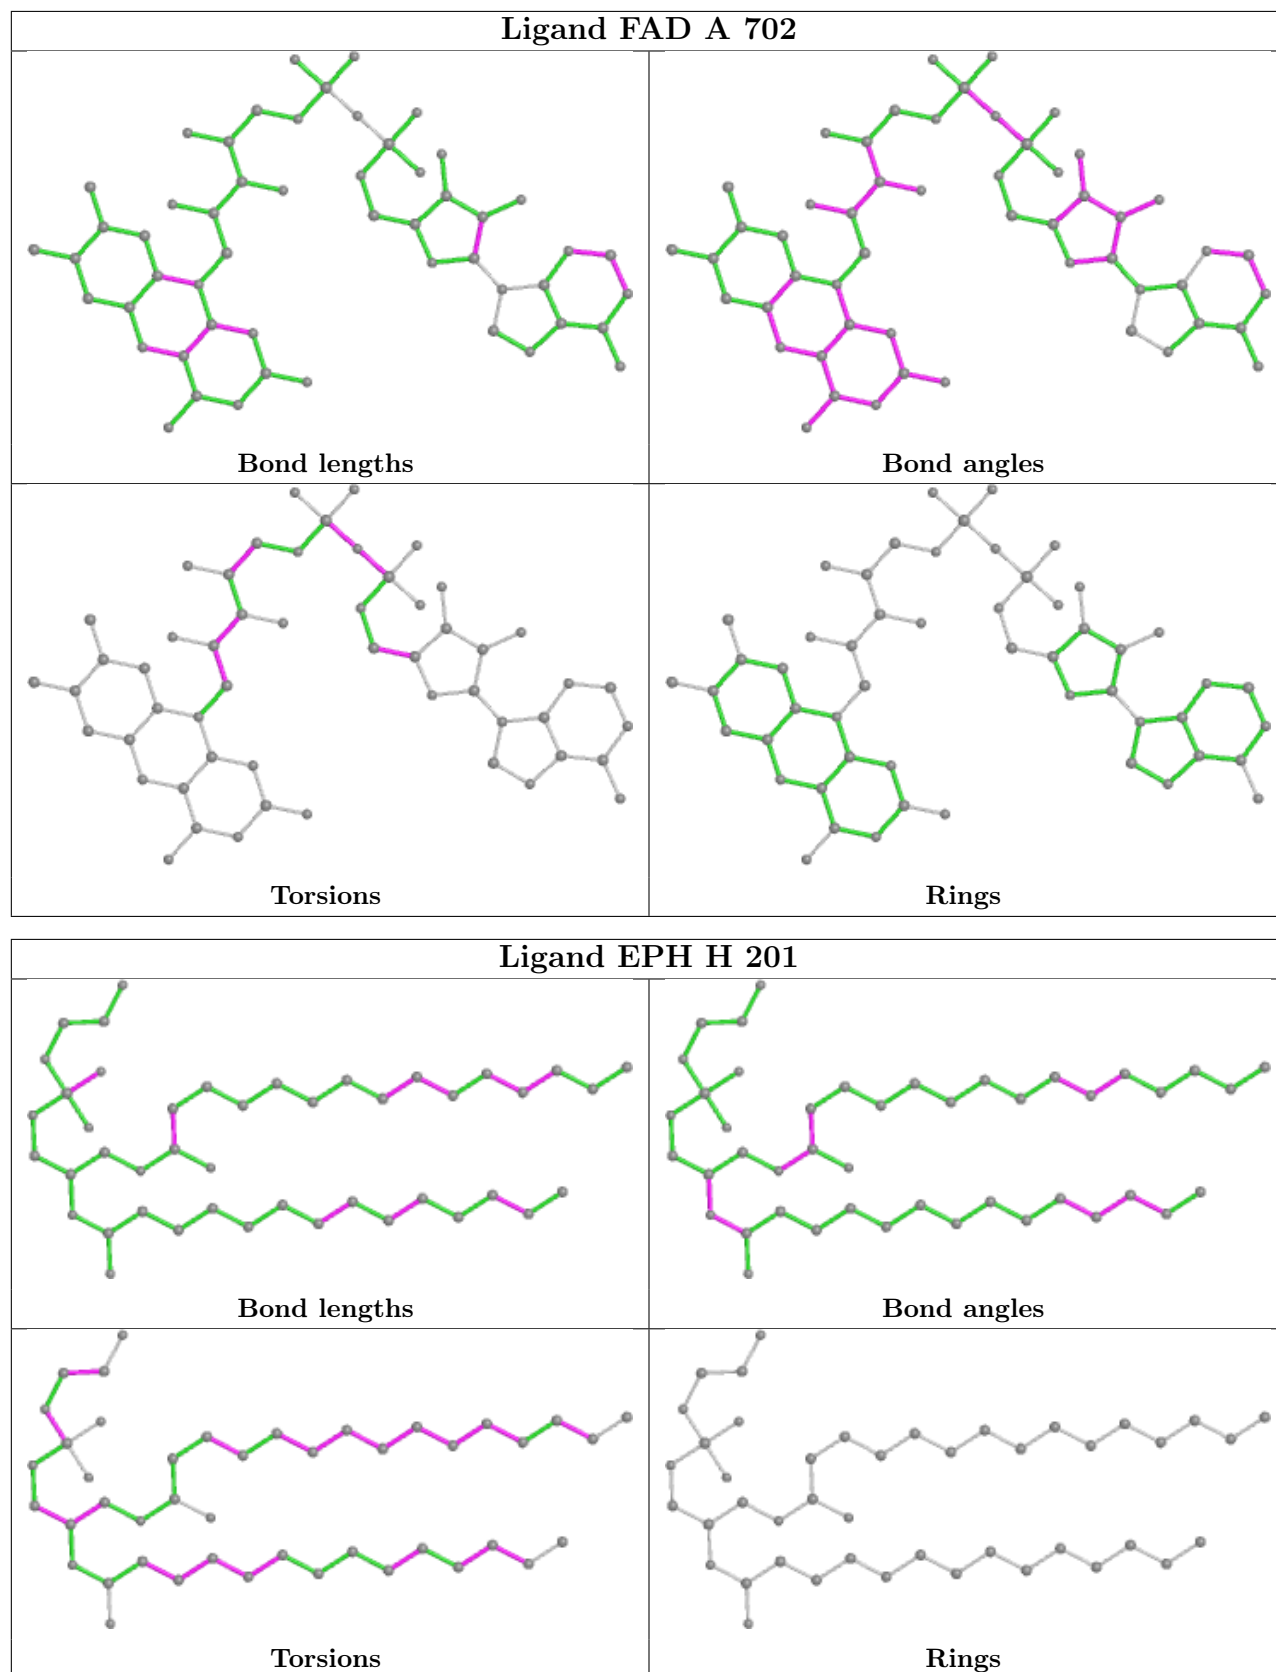 Ligand FAD A 702
Bond lengths
Bond angles
Torsions
Rings
Ligand EPH H 201
Bond lengths
Bond angles
Torsions
Rings